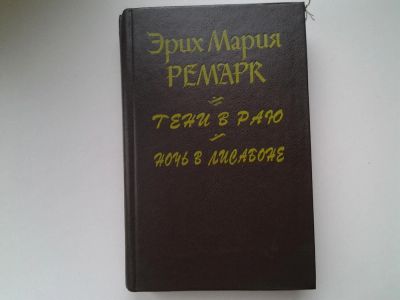 Эрих Мария
РЕМАРК
ТЕНИ В РАЮ
НОЧЬ В ЛИСАБОНЕ